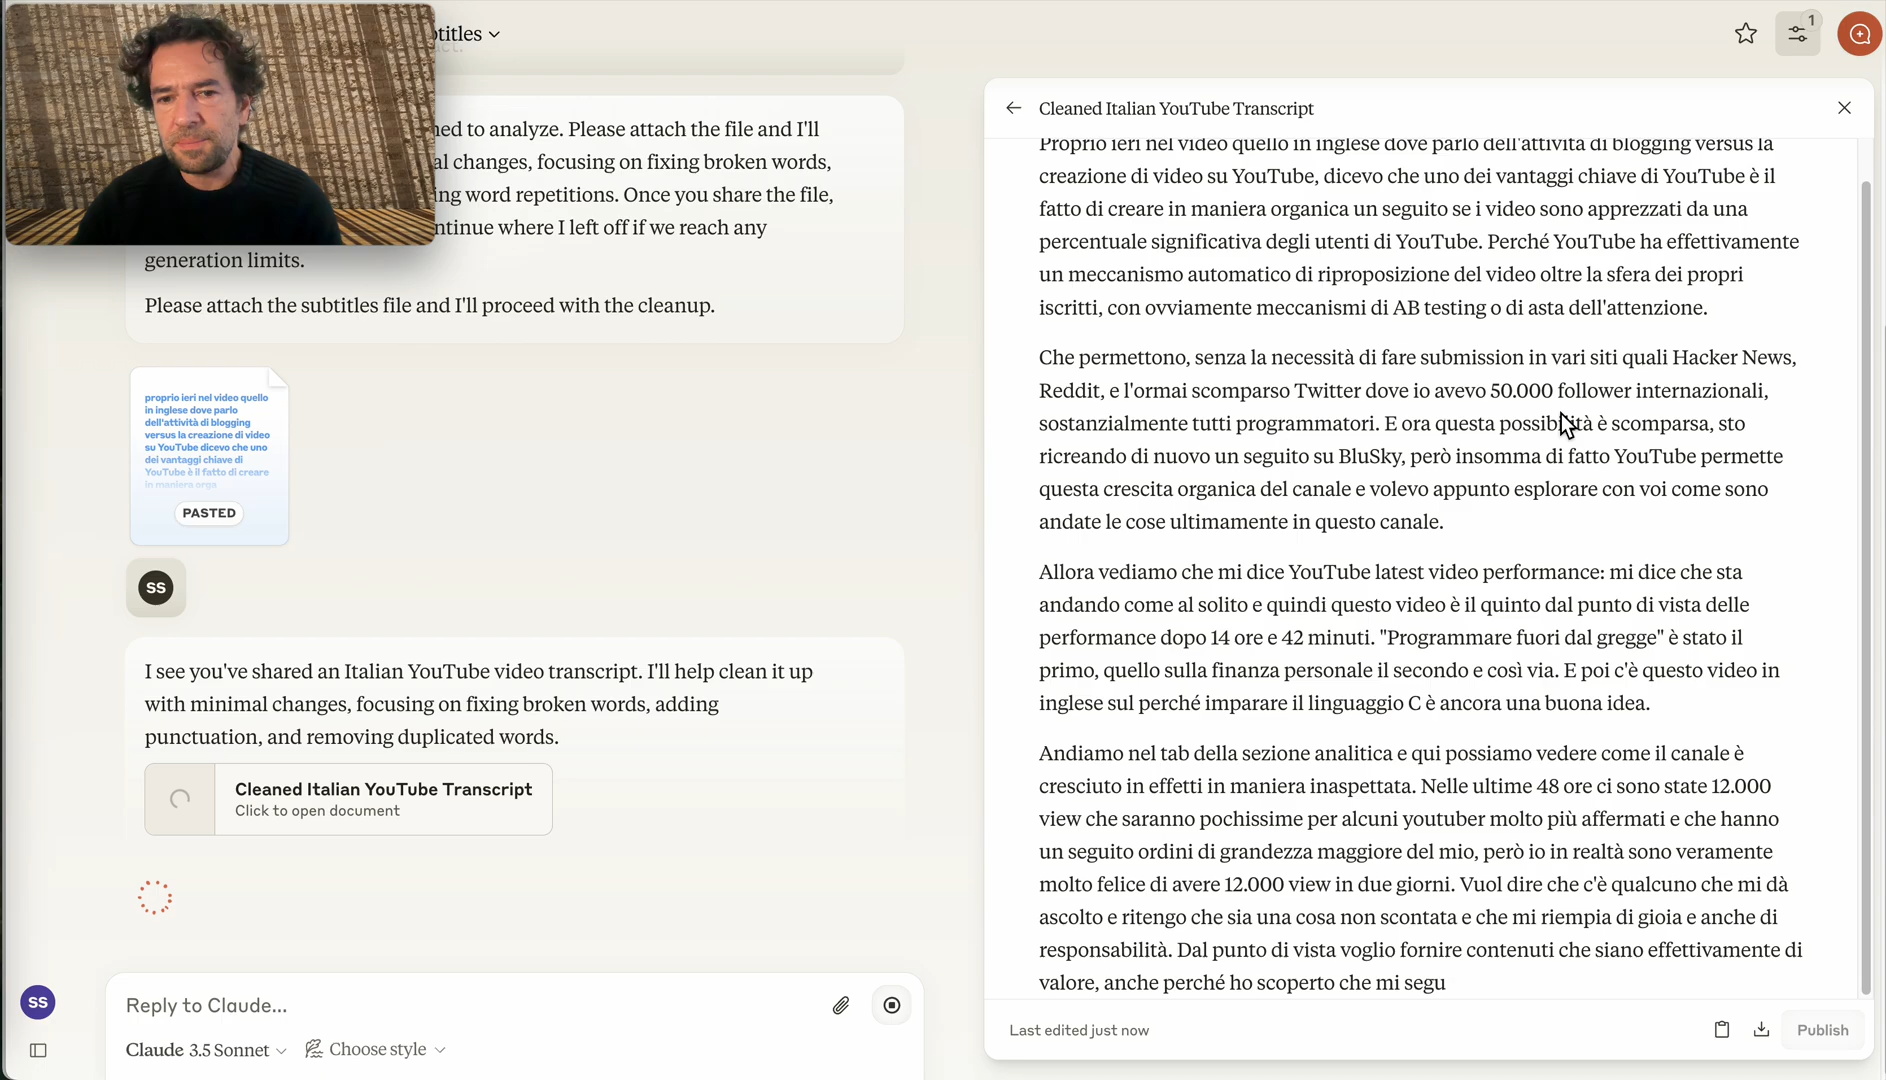 btitles
act.
1
ned to analyze. Please attach the file and I'll
al changes, focusing on fixing broken words,
ing word repetitions. Once you share the file,
ntinue where I left off if we reach any
generation limits.
Please attach the subtitles file and I'll proceed with the cleanup.
proprio ieri nel video quello
in inglese dove parlo
dell'attività di blogging
versus la creazione di video
su YouTube dicevo che uno
dei vantaggi chiave di
YouTube è il fatto di creare
in maniera orga
PASTED
SS
I see you've shared an Italian YouTube video transcript. I'll help clean it up
with minimal changes, focusing on fixing broken words, adding
punctuation, and removing duplicated words.
Cleaned Italian YouTube Transcript
Click to open document
SS
Reply to Claude...
Claude 3.5 Sonnet
Choose style
Cleaned Italian YouTube Transcript
Proprio ieri nel video quello in inglese dove parlo dell'attività di blogging versus la
creazione di video su YouTube, dicevo che uno dei vantaggi chiave di YouTube è il
fatto di creare in maniera organica un seguito se i video sono apprezzati da una
percentuale significativa degli utenti di YouTube. Perché YouTube ha effettivamente
un meccanismo automatico di riproposizione del video oltre la sfera dei propri
iscritti, con ovviamente meccanismi di AB testing o di asta dell'attenzione.
Che permettono, senza la necessità di fare submission in vari siti quali Hacker News,
Reddit, e l'ormai scomparso Twitter dove io avevo 50.000 follower internazionali,
sostanzialmente tutti programmatori. E ora questa possibilità è scomparsa, sto
ricreando di nuovo un seguito su BluSky, però insomma di fatto YouTube permette
questa crescita organica del canale e volevo appunto esplorare con voi come sono
andate le cose ultimamente in questo canale.
Allora vediamo che mi dice YouTube latest video performance: mi dice che sta
andando come al solito e quindi questo video è il quinto dal punto di vista delle
performance dopo 14 ore e 42 minuti. "Programmare fuori dal gregge" è stato il
primo, quello sulla finanza personale il secondo e così via. E poi c'è questo video in
inglese sul perché imparare il linguaggio C è ancora una buona idea.
Andiamo nel tab della sezione analitica e qui possiamo vedere come il canale è
cresciuto in effetti in maniera inaspettata. Nelle ultime 48 ore ci sono state 12.000
view che saranno pochissime per alcuni youtuber molto più affermati e che hanno
un seguito ordini di grandezza maggiore del mio, però io in realtà sono veramente
molto felice di avere 12.000 view in due giorni. Vuol dire che c'è qualcuno che mi dà
ascolto e ritengo che sia una cosa non scontata e che mi riempia di gioia e anche di
responsabilità. Dal punto di vista voglio fornire contenuti che siano effettivamente di
valore, anche perché ho scoperto che mi segu
Last edited just now
Publish